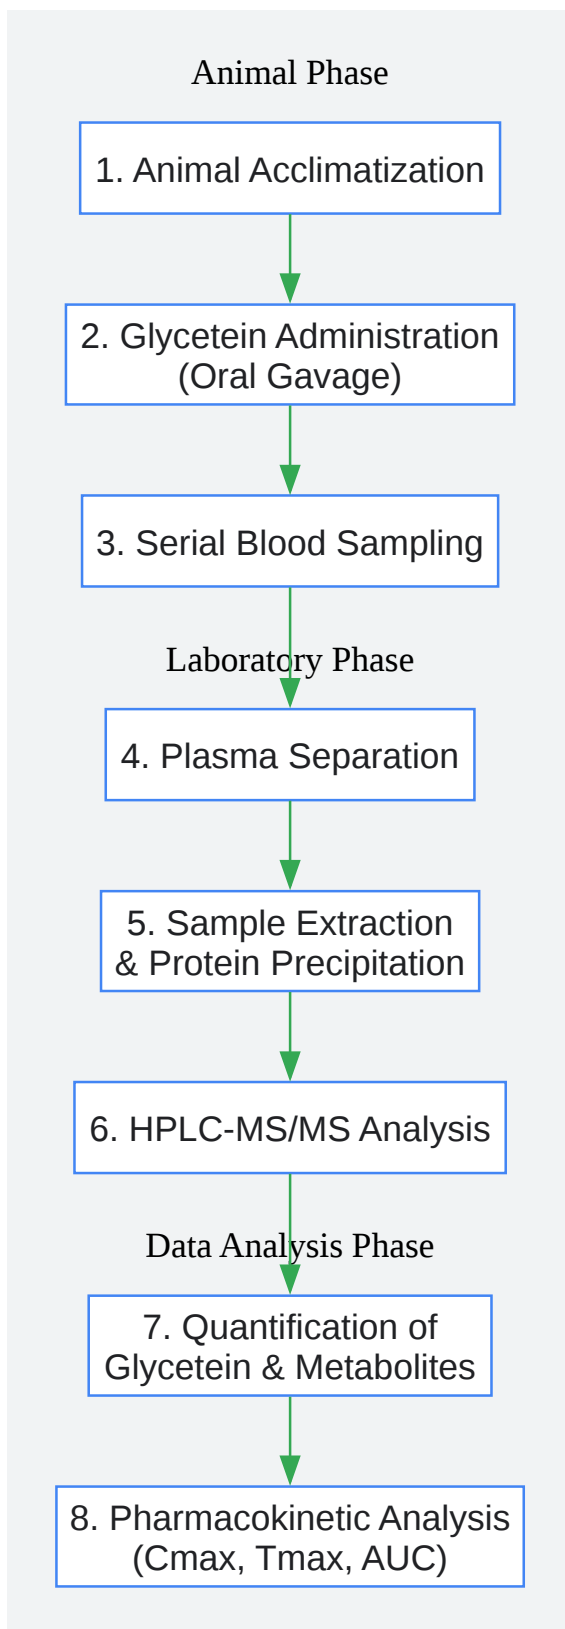 Animal Phase
1. Animal Acclimatization
2. Glycetein Administration
(Oral Gavage)
3. Serial Blood Sampling
Laboratory Phase
4. Plasma Separation
5. Sample Extraction
& Protein Precipitation
6. HPLC-MS/MS Analysis
Data Analysis Phase
7. Quantification of
Glycetein & Metabolites
8. Pharmacokinetic Analysis
(Cmax, Tmax, AUC)